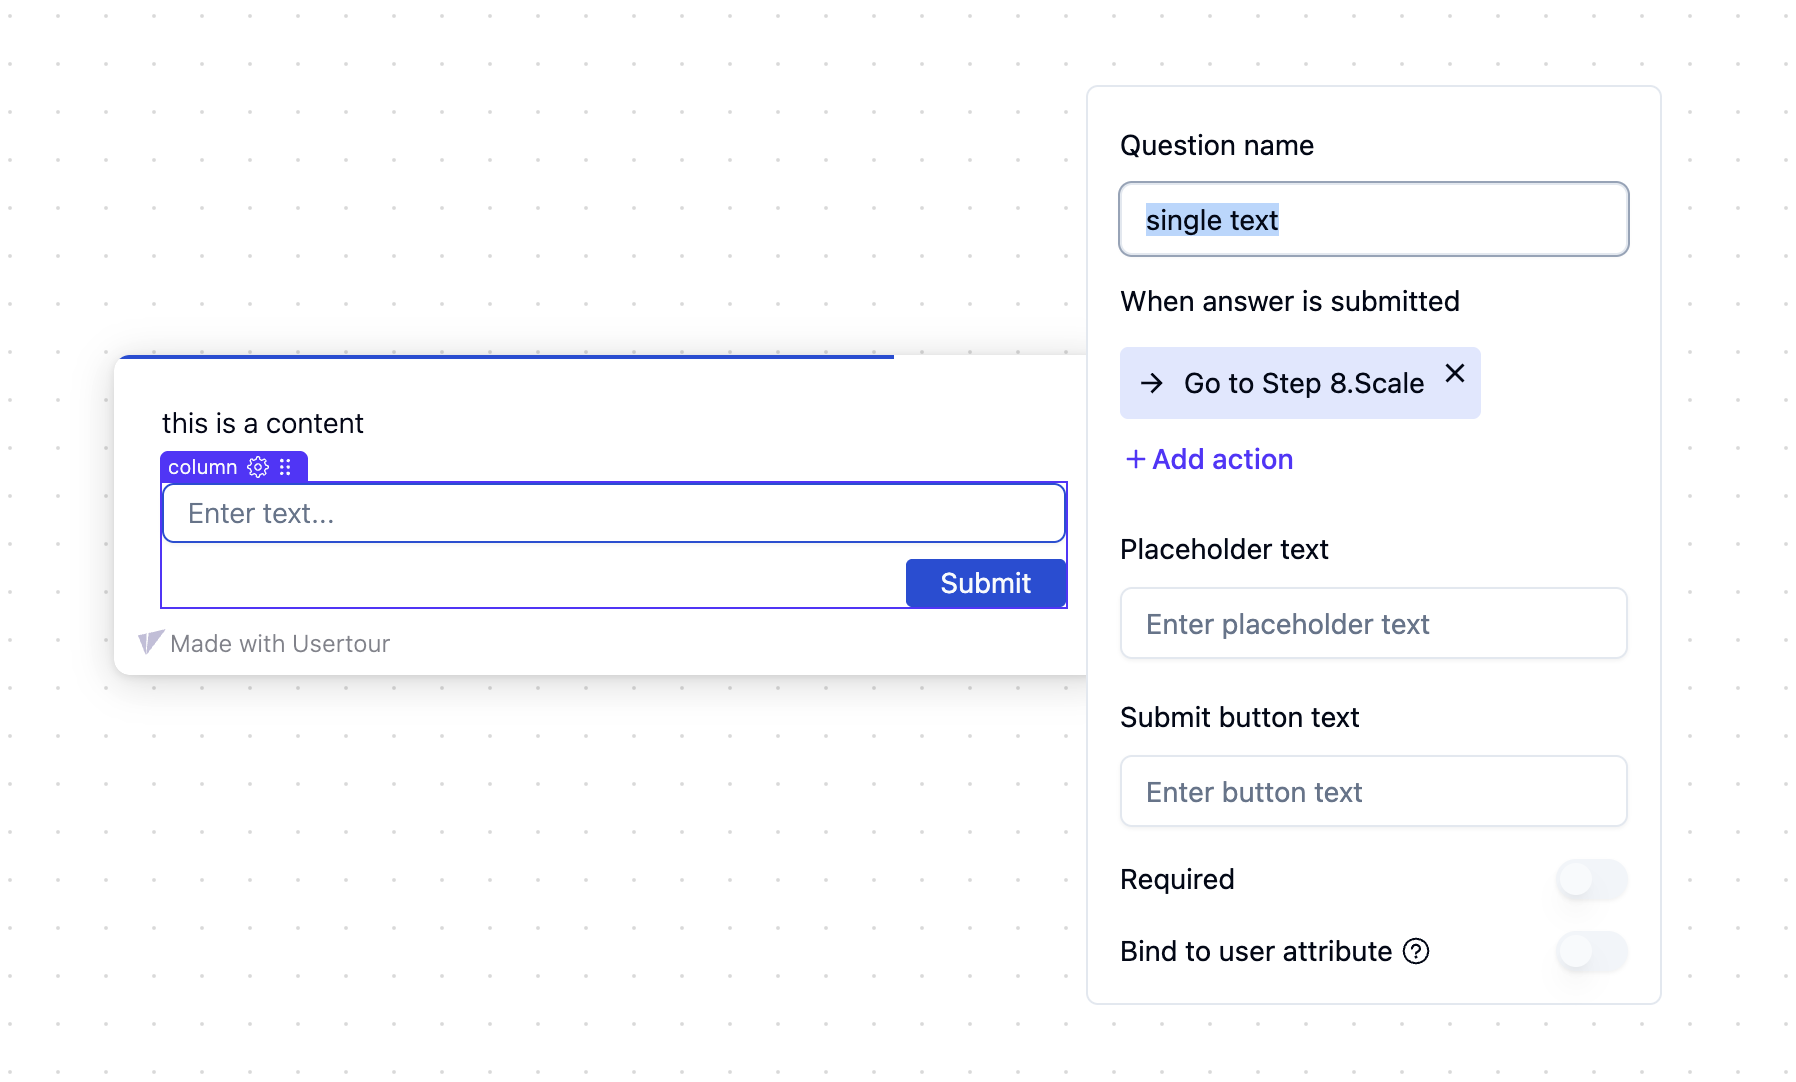 this is a content
column
Enter text...
Submit
Made with Usertour
Question name
single text
When answer is submitted
Go to Step 8.Scale
+ Add action
Placeholder text
Enter placeholder text
Submit button text
Enter button text
Required
Bind to user attribute